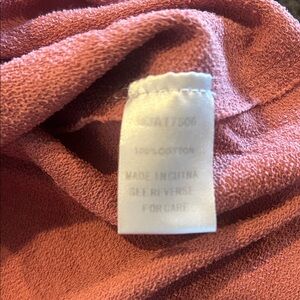 100% COTTON
MADE IN CHINA
SEE REVERSE
FOR CARE